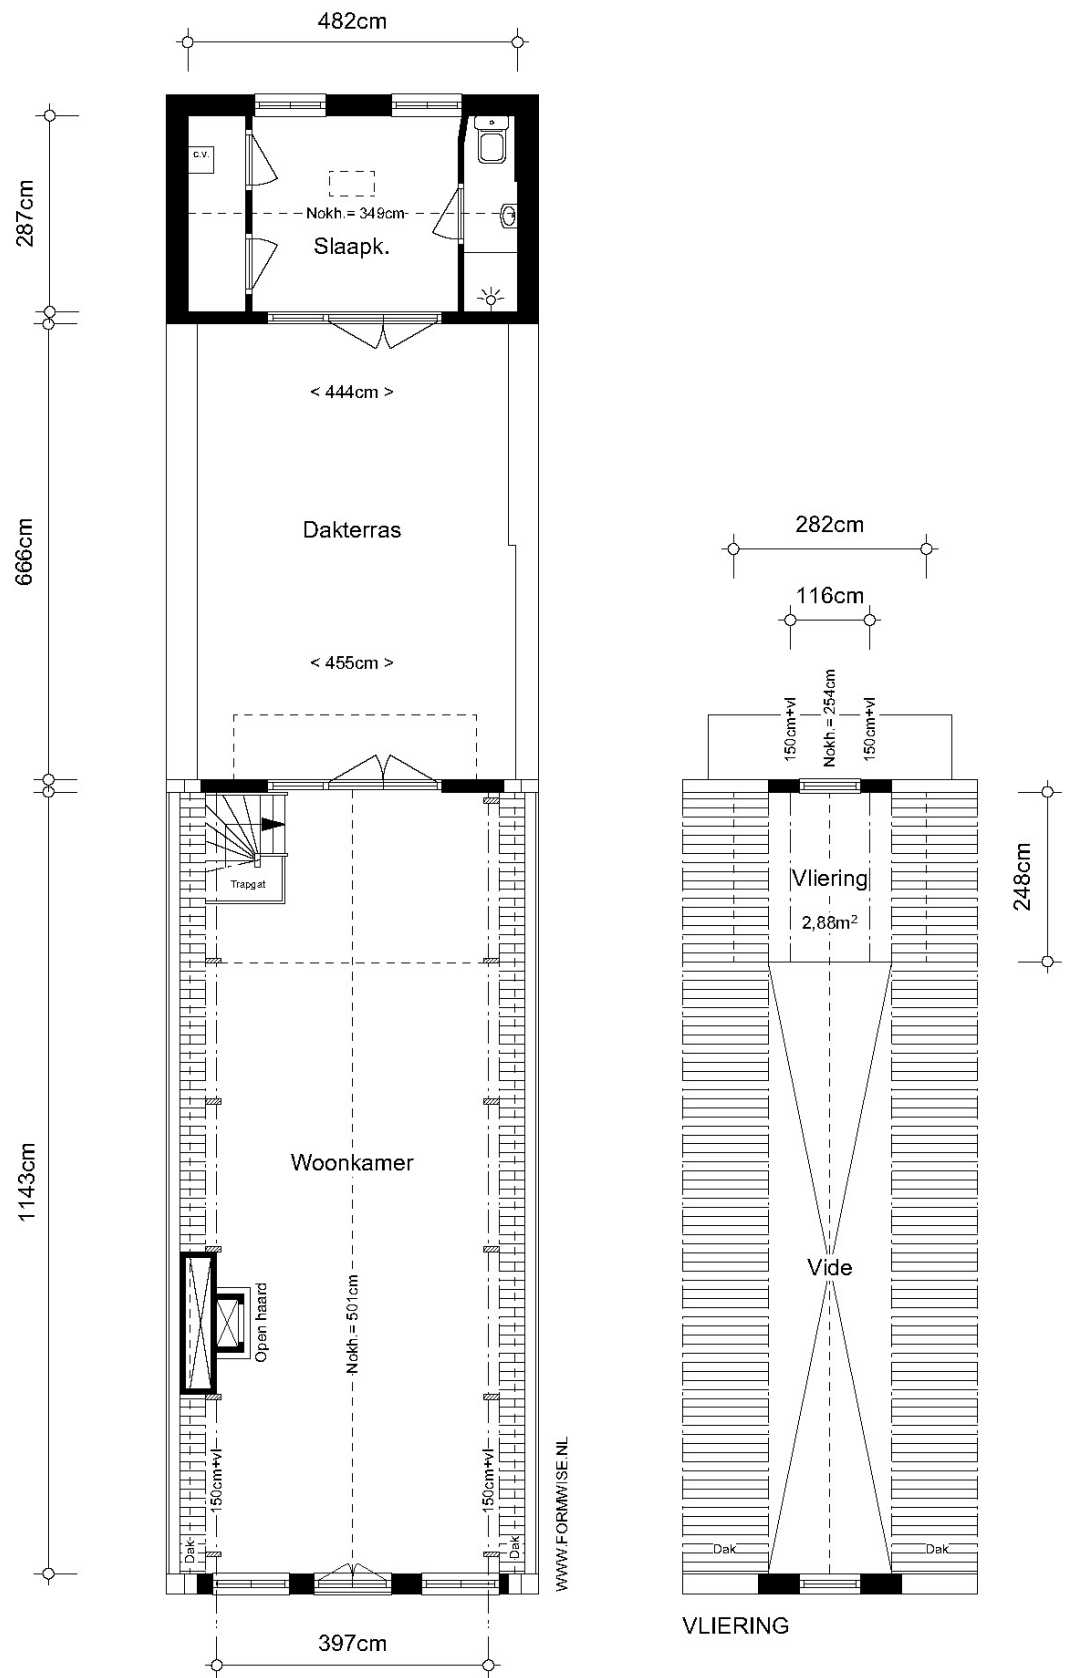 482cm
287cm
c.v.
Nokh.= 349cm
Slaapk.
< 444cm >
666cm
Dakterras
< 455cm >
Trapgat
1143cm
Woonkamer
Open haard
Nokh.= 501cm
150cm+vl
150cm+vl
Dak
Dak
WWW.FORMWISE.NL
397cm
282cm
116cm
150cm+vl
Nokh.= 254cm
150cm+vl
248cm
Vliering
2,88m²
Vide
Dak
Dak
VLIERING